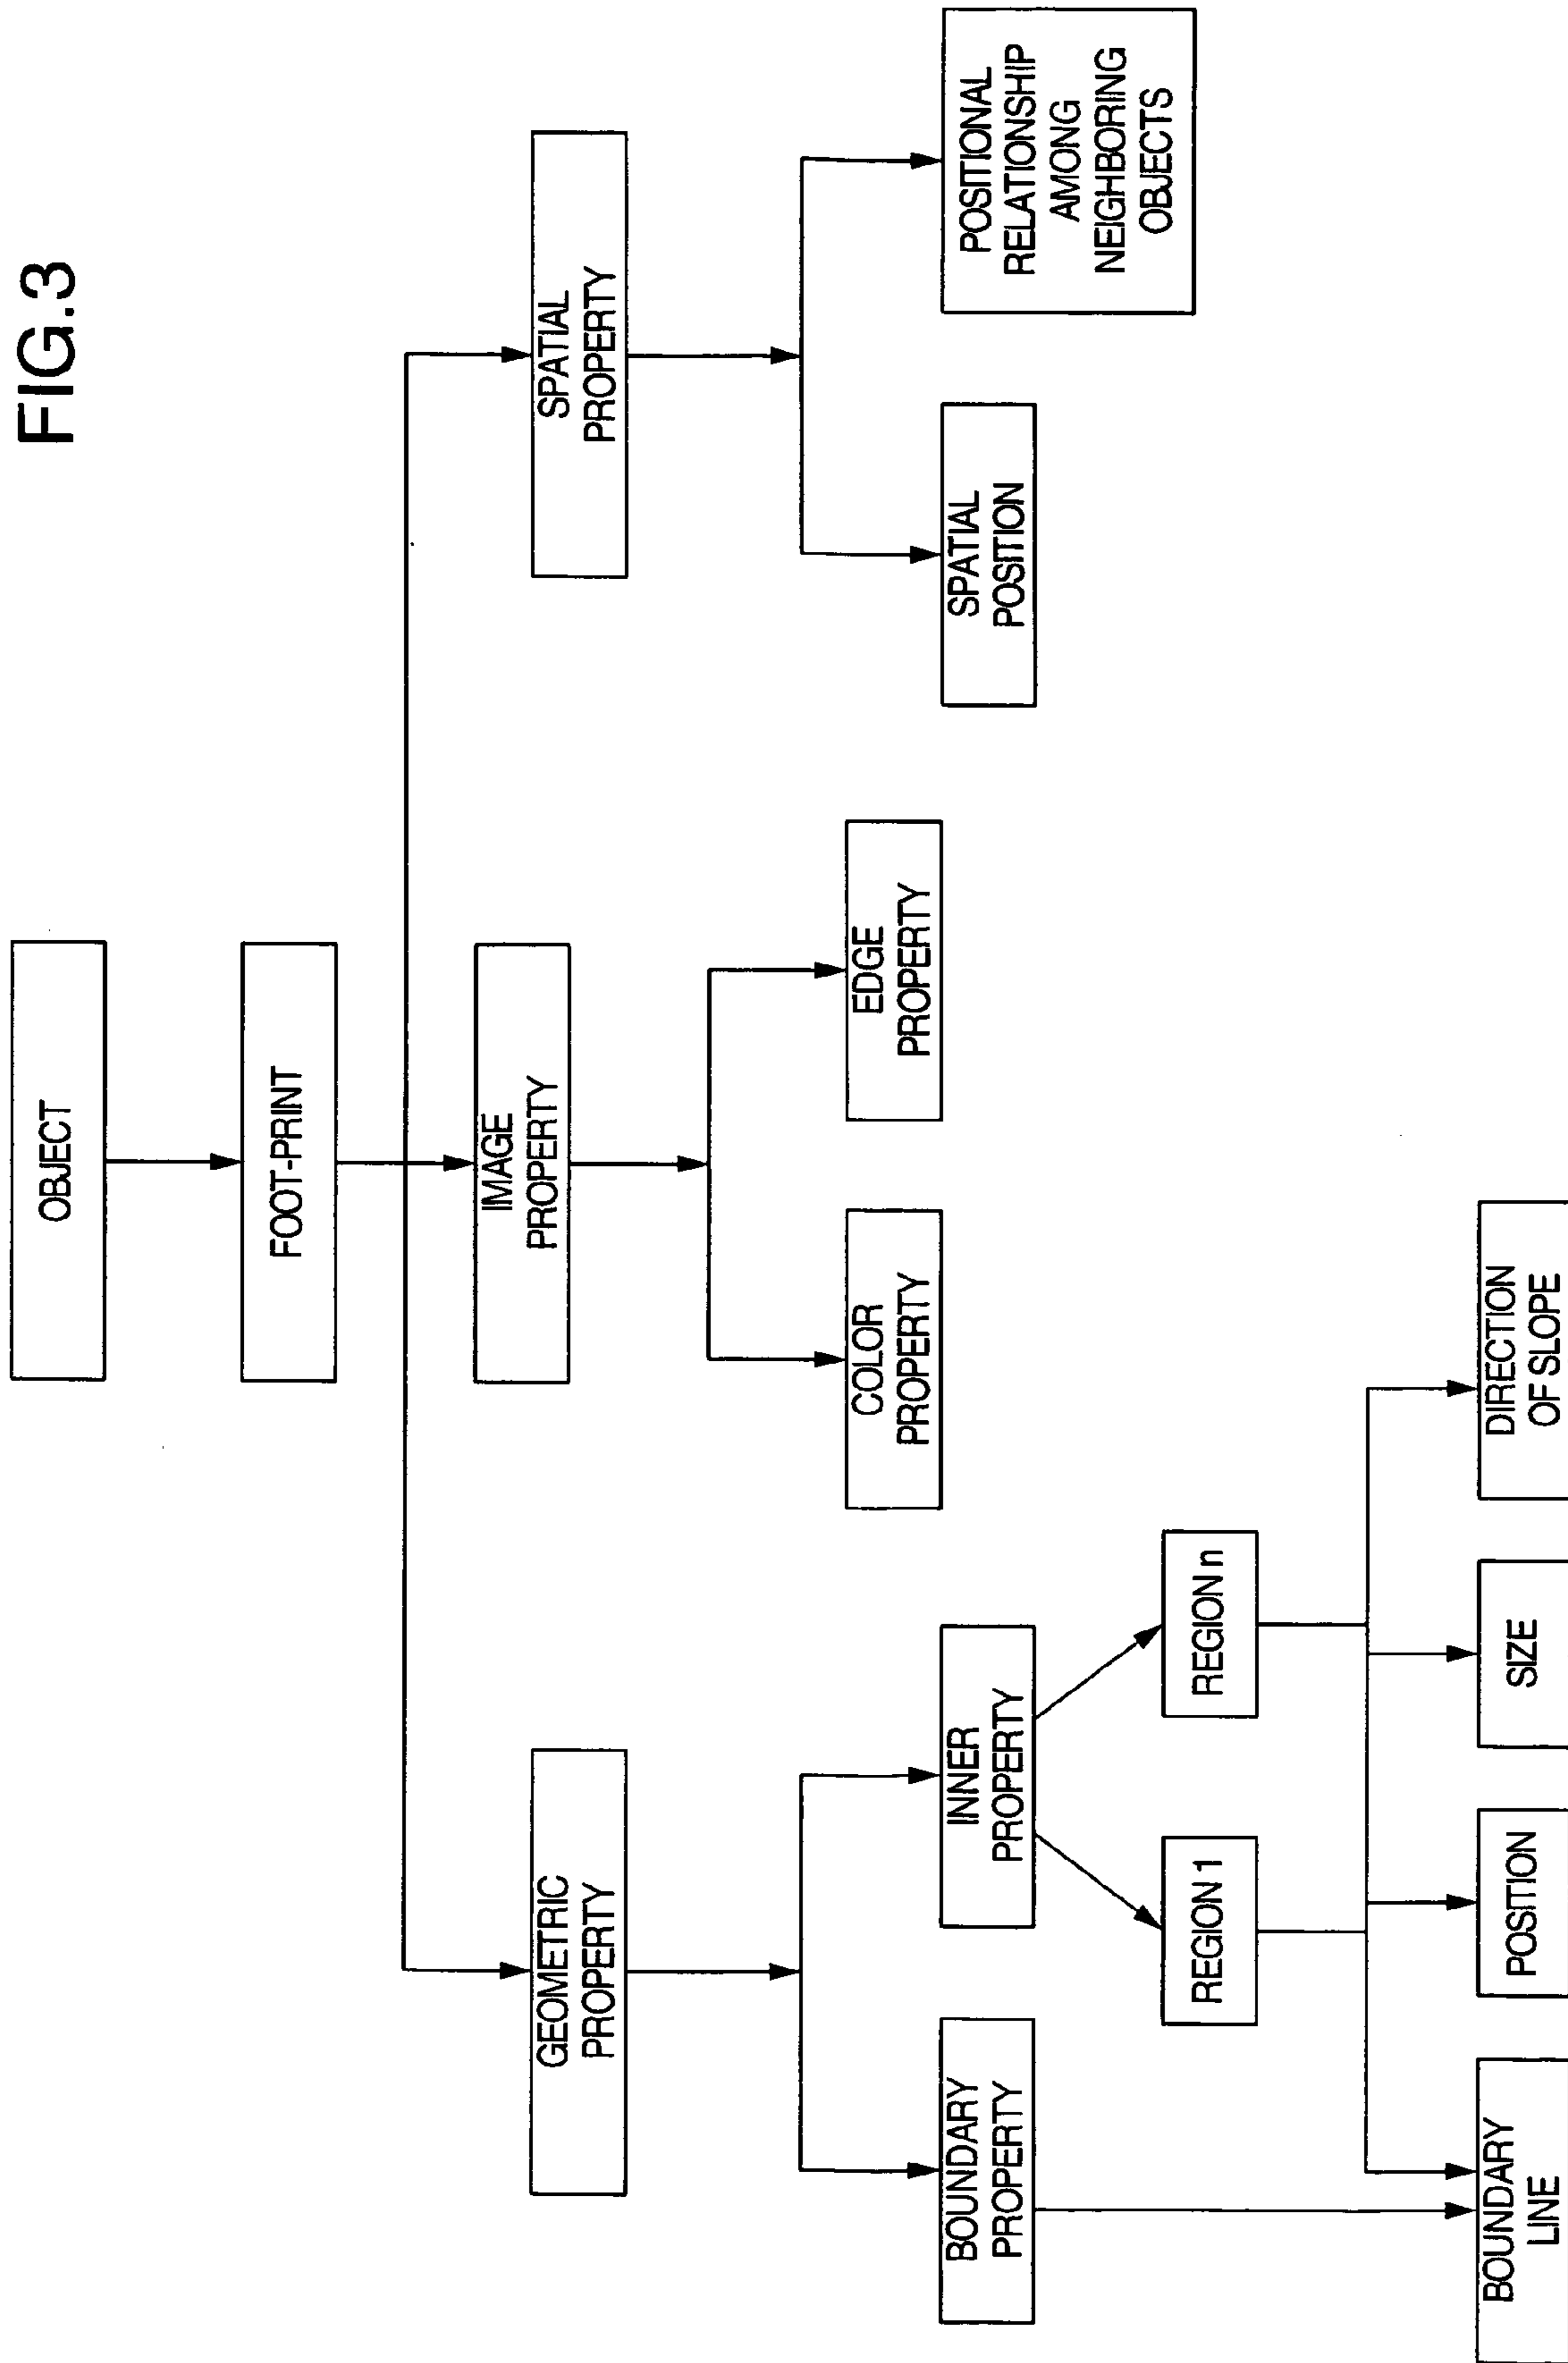 FIG.3
OBJECT
FOOT-PRINT
GEOMETRIC
PROPERTY
IMAGE
PROPERTY
SPATIAL
PROPERTY
BOUNDARY
PROPERTY
INNER
PROPERTY
COLOR
PROPERTY
EDGE
PROPERTY
SPATIAL
POSITION
POSITIONAL
RELATIONSHIP
AMONG
NEIGHBORING
OBJECTS
REGION 1
REGION n
BOUNDARY
LINE
POSITION
SIZE
DIRECTION
OF SLOPE